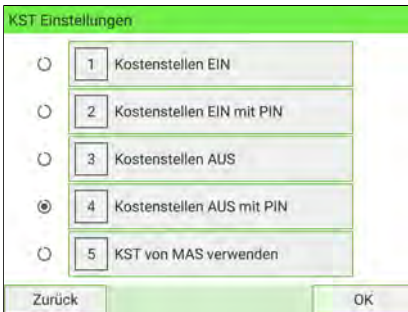 KST Einstellungen
1 Kostenstellen EIN
2 Kostenstellen EIN mit PIN
3 Kostenstellen AUS
4 Kostenstellen AUS mit PIN
5 KST von MAS verwenden
Zurück OK